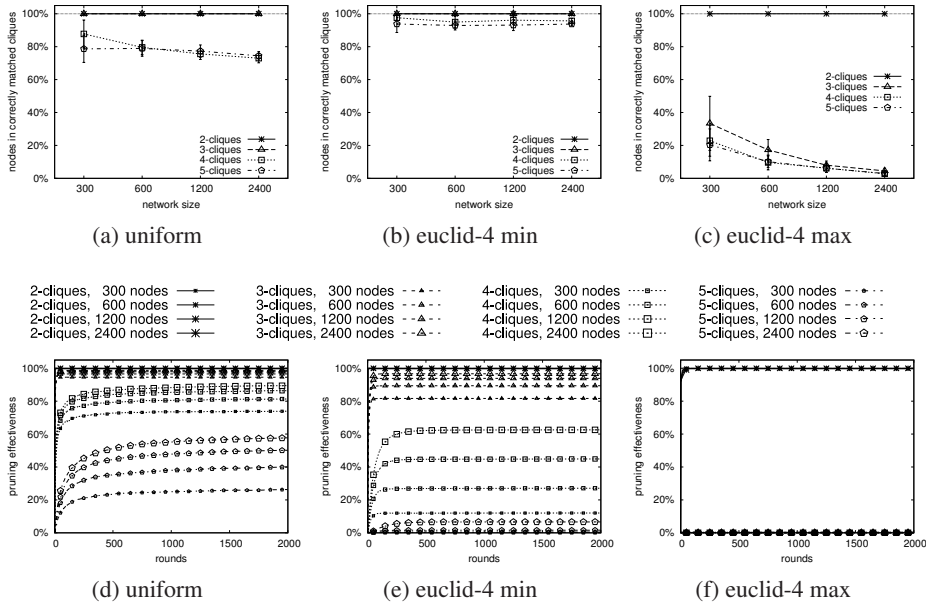 nodes in correctly matched cliques
100%
80%
60%
40%
20%
0%
2-cliques
3-cliques
4-cliques
5-cliques
300
600
1200
2400
network size
(a) uniform
nodes in correctly matched cliques
100%
80%
60%
40%
20%
0%
2-cliques
3-cliques
4-cliques
5-cliques
300
600
1200
2400
network size
(b) euclid-4 min
nodes in correctly matched cliques
100%
80%
60%
40%
20%
0%
2-cliques
3-cliques
4-cliques
5-cliques
300
600
1200
2400
network size
(c) euclid-4 max
2-cliques, 300 nodes
2-cliques, 600 nodes
2-cliques, 1200 nodes
2-cliques, 2400 nodes
3-cliques, 300 nodes
3-cliques, 600 nodes
3-cliques, 1200 nodes
3-cliques, 2400 nodes
4-cliques, 300 nodes
4-cliques, 600 nodes
4-cliques, 1200 nodes
4-cliques, 2400 nodes
5-cliques, 300 nodes
5-cliques, 600 nodes
5-cliques, 1200 nodes
5-cliques, 2400 nodes
pruning effectiveness
100%
80%
60%
40%
20%
0%
0
500
1000
1500
2000
rounds
(d) uniform
pruning effectiveness
100%
80%
60%
40%
20%
0%
0
500
1000
1500
2000
rounds
(e) euclid-4 min
pruning effectiveness
100%
80%
60%
40%
20%
0%
0
500
1000
1500
2000
rounds
(f) euclid-4 max